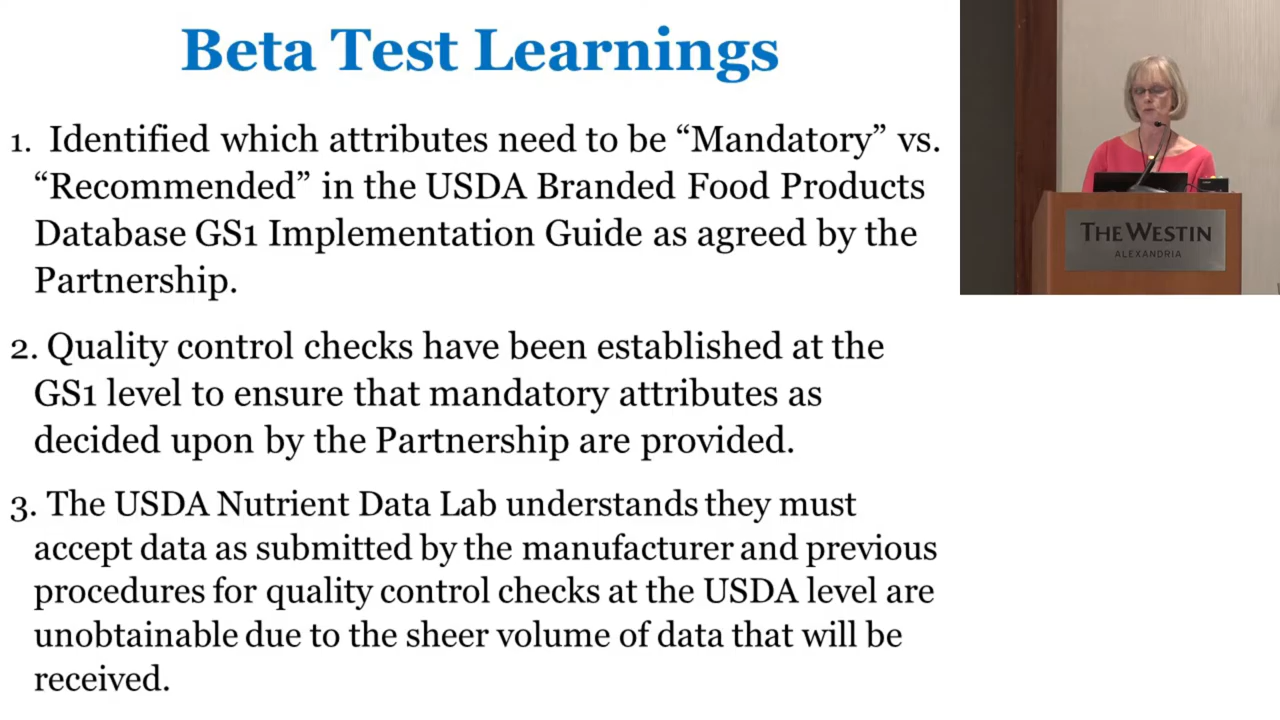 Beta Test Learnings
1. Identified which attributes need to be “Mandatory” vs.
“Recommended” in the USDA Branded Food Products
Database GS1 Implementation Guide as agreed by the
Partnership.
2. Quality control checks have been established at the
GS1 level to ensure that mandatory attributes as
decided upon by the Partnership are provided.
3. The USDA Nutrient Data Lab understands they must
accept data as submitted by the manufacturer and previous
procedures for quality control checks at the USDA level are
unobtainable due to the sheer volume of data that will be
received.
THE WESTIN
ALEXANDRIA